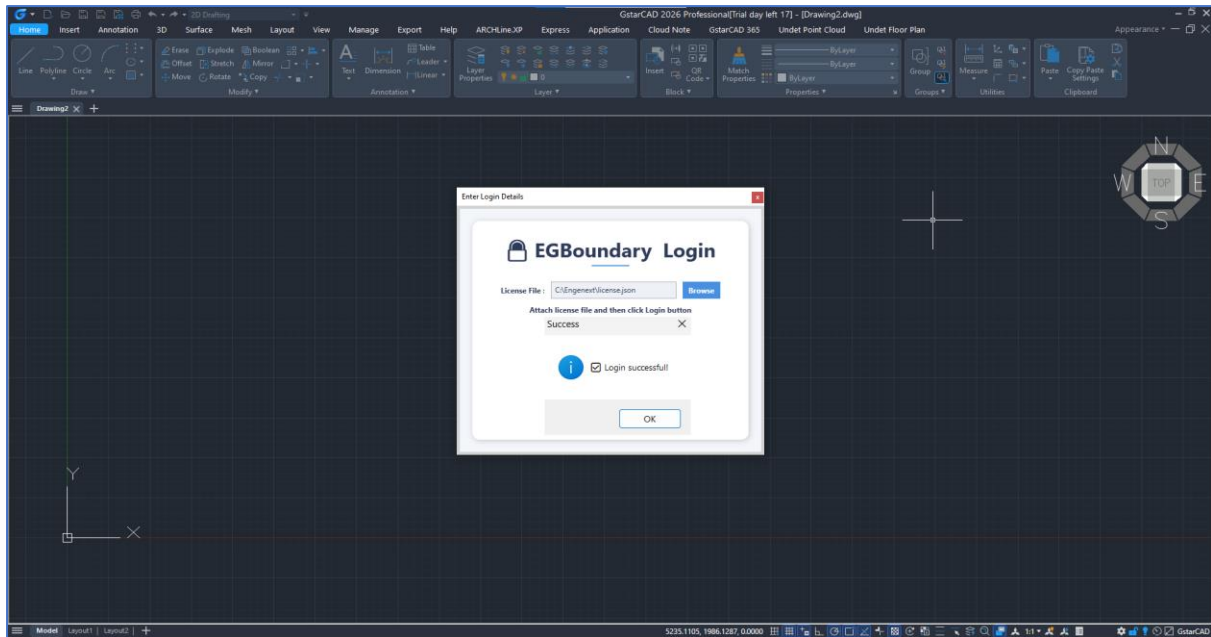 2D Drafting
GstarCAD 2026 Professional[Trial day left 17] - [Drawing2.dwg]
Home Insert Annotation 3D Surface Mesh Layout View Manage Export Help ARCHLine.XP Express Application Cloud Note GstarCAD 365 Undet Point Cloud Undet Floor Plan Appearance
Line Polyline Circle Arc
Erase Explode Boolean
Offset Stretch Mirror
Move Rotate Copy
Text Dimension
Table
Leader
Linear
Layer Properties
0
Insert
QR Code
Match Properties
ByLayer
ByLayer
ByLayer
Group
Measure
Paste
Copy Paste Settings
Draw Modify Annotation Layer Block Properties Groups Utilities Clipboard
Drawing2
N
W TOP E
S
Enter Login Details
EGBoundary Login
License File : C:\Engenext\license.json Browse
Attach license file and then click Login button
Success
Login successful!
OK
Y
X
Model Layout1 Layout2
5235.1105, 1986.1287, 0.0000
1:1
GstarCAD